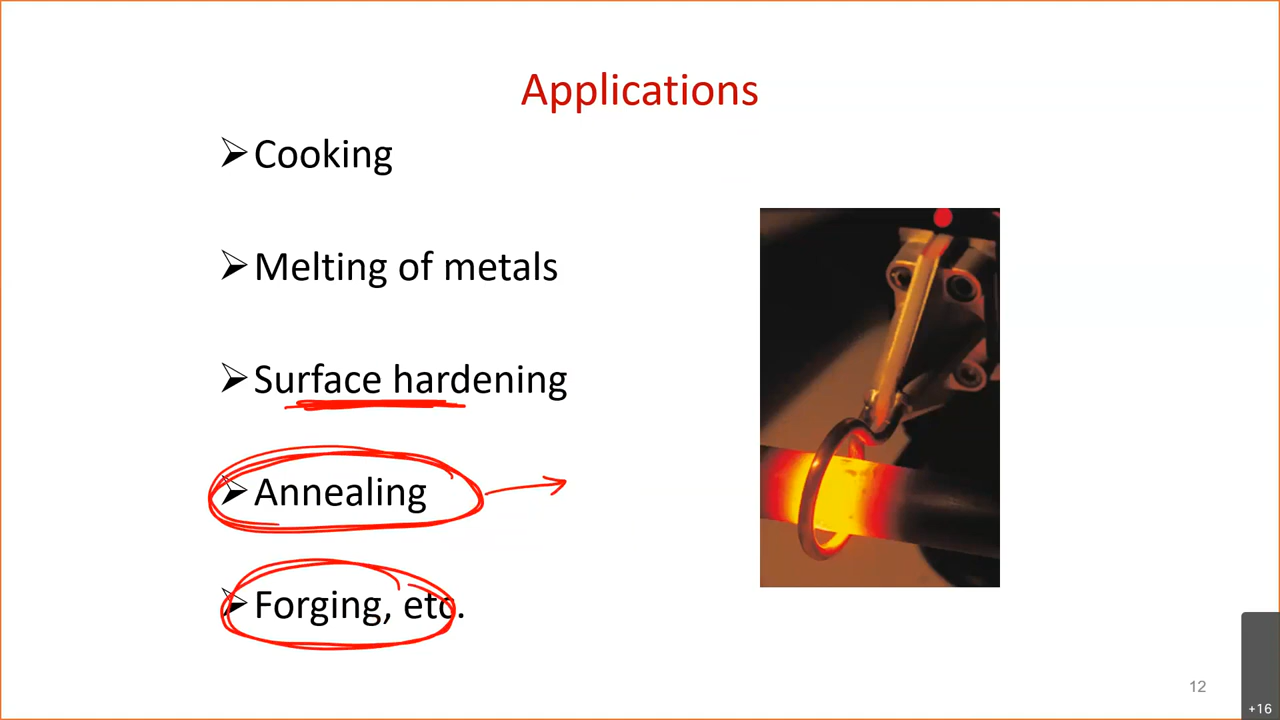 Applications
➢Cooking
➢Melting of metals
➢Surface hardening
➢Annealing
➢Forging, etc.
12
+16